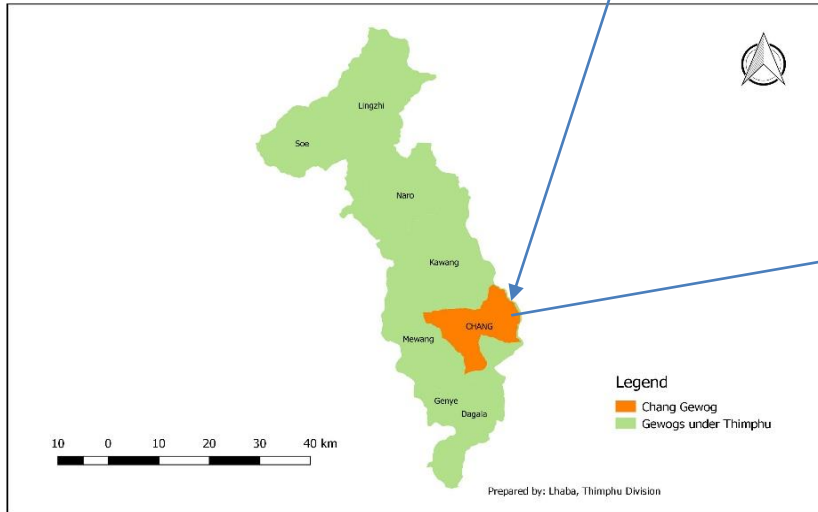 Lingzhi
Soe
Naro
Kawang
CHANG
Mewang
Genye
Dagala
Legend
Chang Gewog
Gewogs under Thimphu
10 0 10 20 30 40 km
Prepared by: Lhaba, Thimphu Division